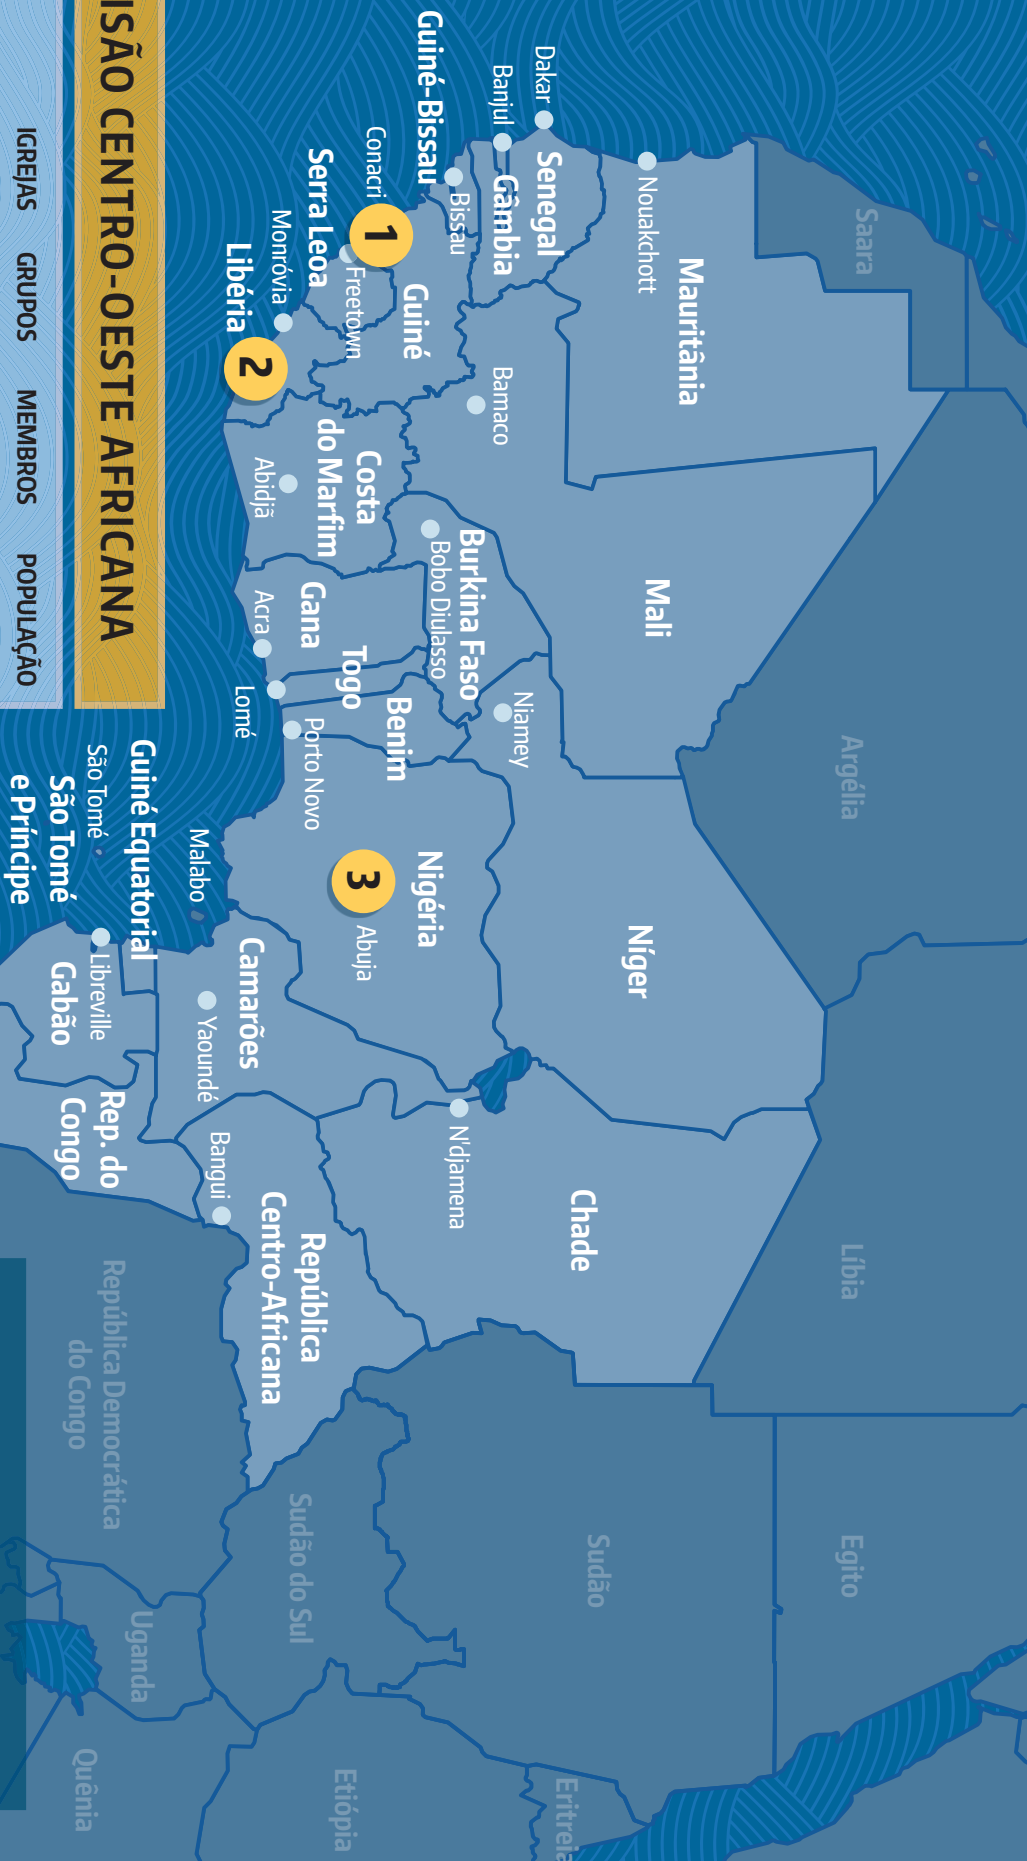 Saara
Argélia
Líbia
Egito
Nouakchott
Mauritânia
Mali
Níger
Chade
Sudão
Eritreia
Dakar
Senegal
Banjul
Gâmbia
Bissau
Guiné-Bissau
Bamaco
Niamey
Burkina Faso
Bobo Diulasso
N'djamena
Conacri
1
Guiné
Nigéria
Benim
Abuja
3
Costa
do Marfim
Togo
Gana
Freetown
Serra Leoa
Monróvia
Libéria
2
Abidjã
Acra
Lomé
Porto Novo
República
Centro-Africana
Sudão do Sul
Etiópia
Camarões
Malabo
Yaoundé
Bangui
Guiné Equatorial
São Tomé
São Tomé
e Príncipe
Libreville
Gabão
Rep. do
Congo
República Democrática
do Congo
Uganda
Quênia
ISÃO CENTRO-OESTE AFRICANA
IGREJAS GRUPOS MEMBROS POPULAÇÃO